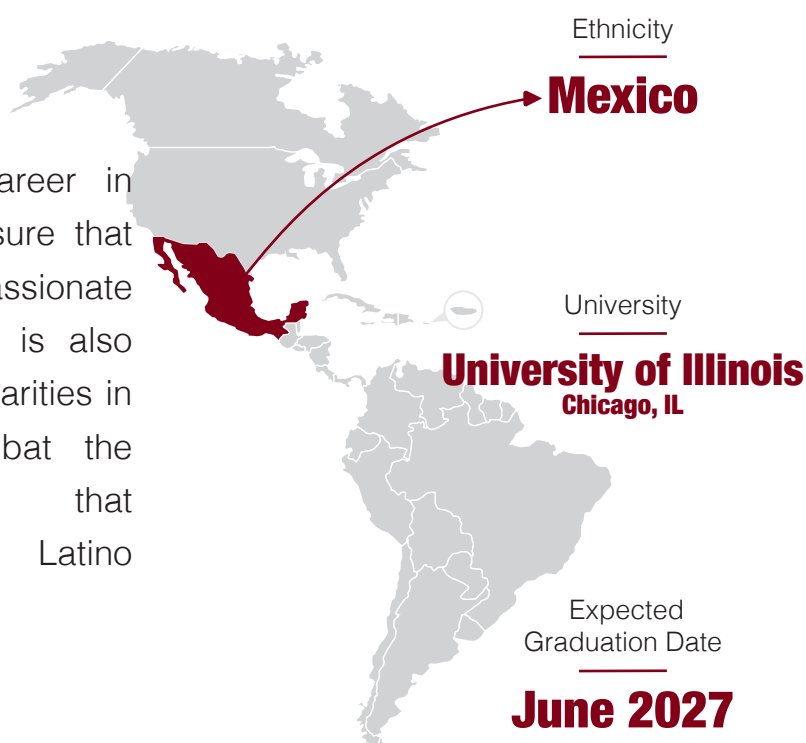 Ethnicity
Mexico
areer in
sure that
assionate
is also
arities in
bat the
that
Latino
University
University of Illinois
Chicago, IL
Expected
Graduation Date
June 2027